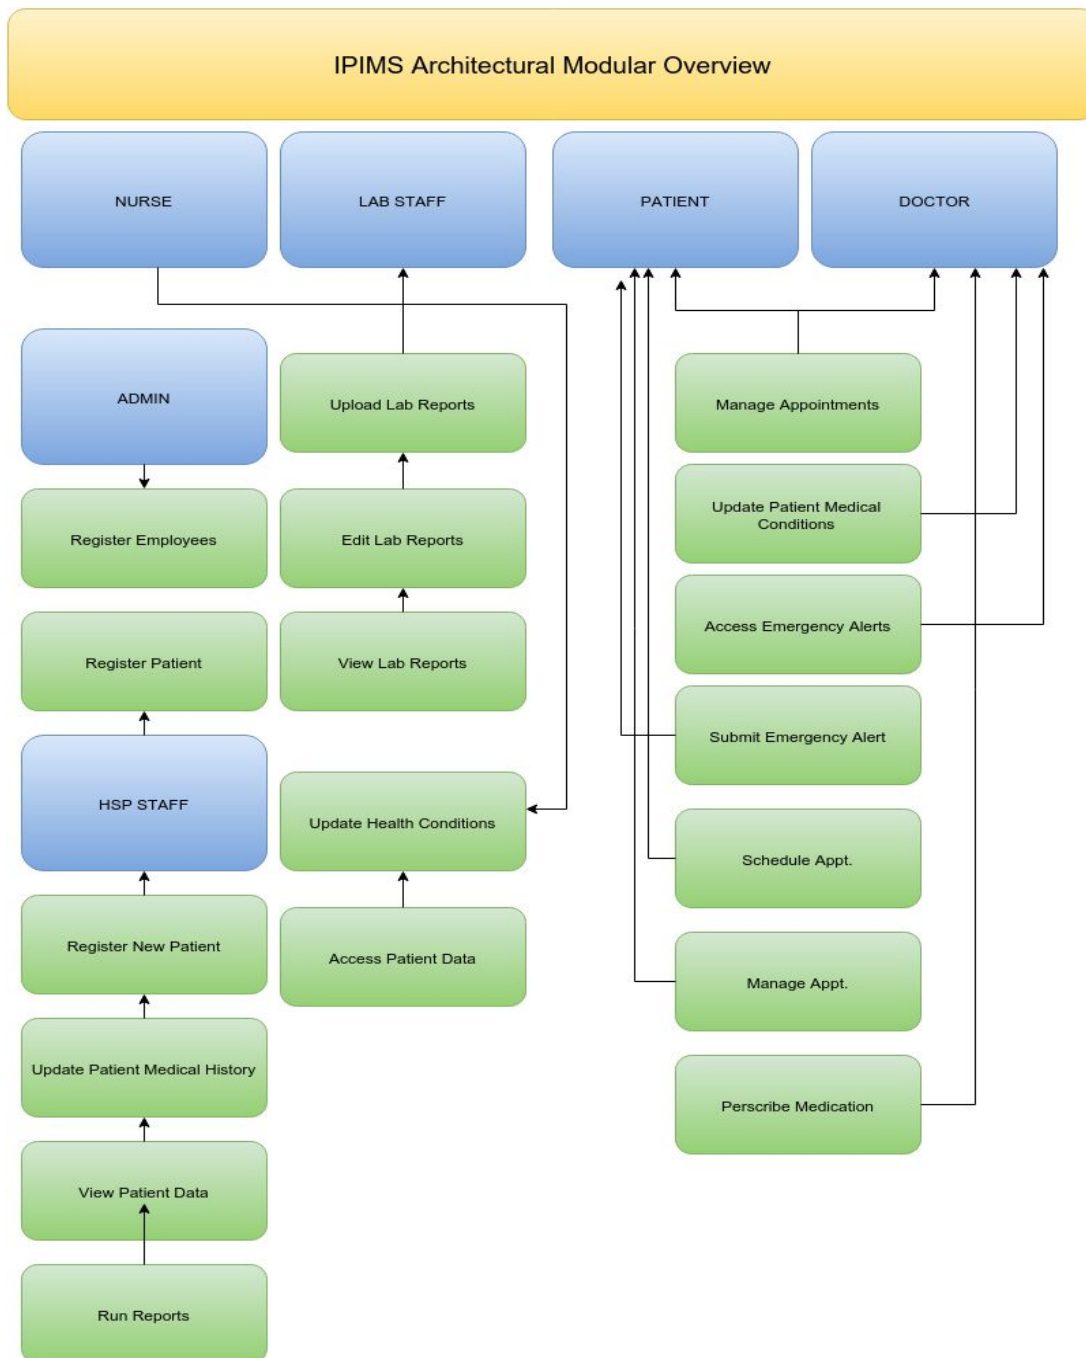 IPIMS Architectural Modular Overview
NURSE
LAB STAFF
PATIENT
DOCTOR
ADMIN
Upload Lab Reports
Manage Appointments
Register Employees
Edit Lab Reports
Update Patient Medical
Conditions
Register Patient
View Lab Reports
Access Emergency Alerts
Submit Emergency Alert
HSP STAFF
Update Health Conditions
Schedule Appt.
Register New Patient
Access Patient Data
Manage Appt.
Update Patient Medical History
Perscribe Medication
View Patient Data
Run Reports